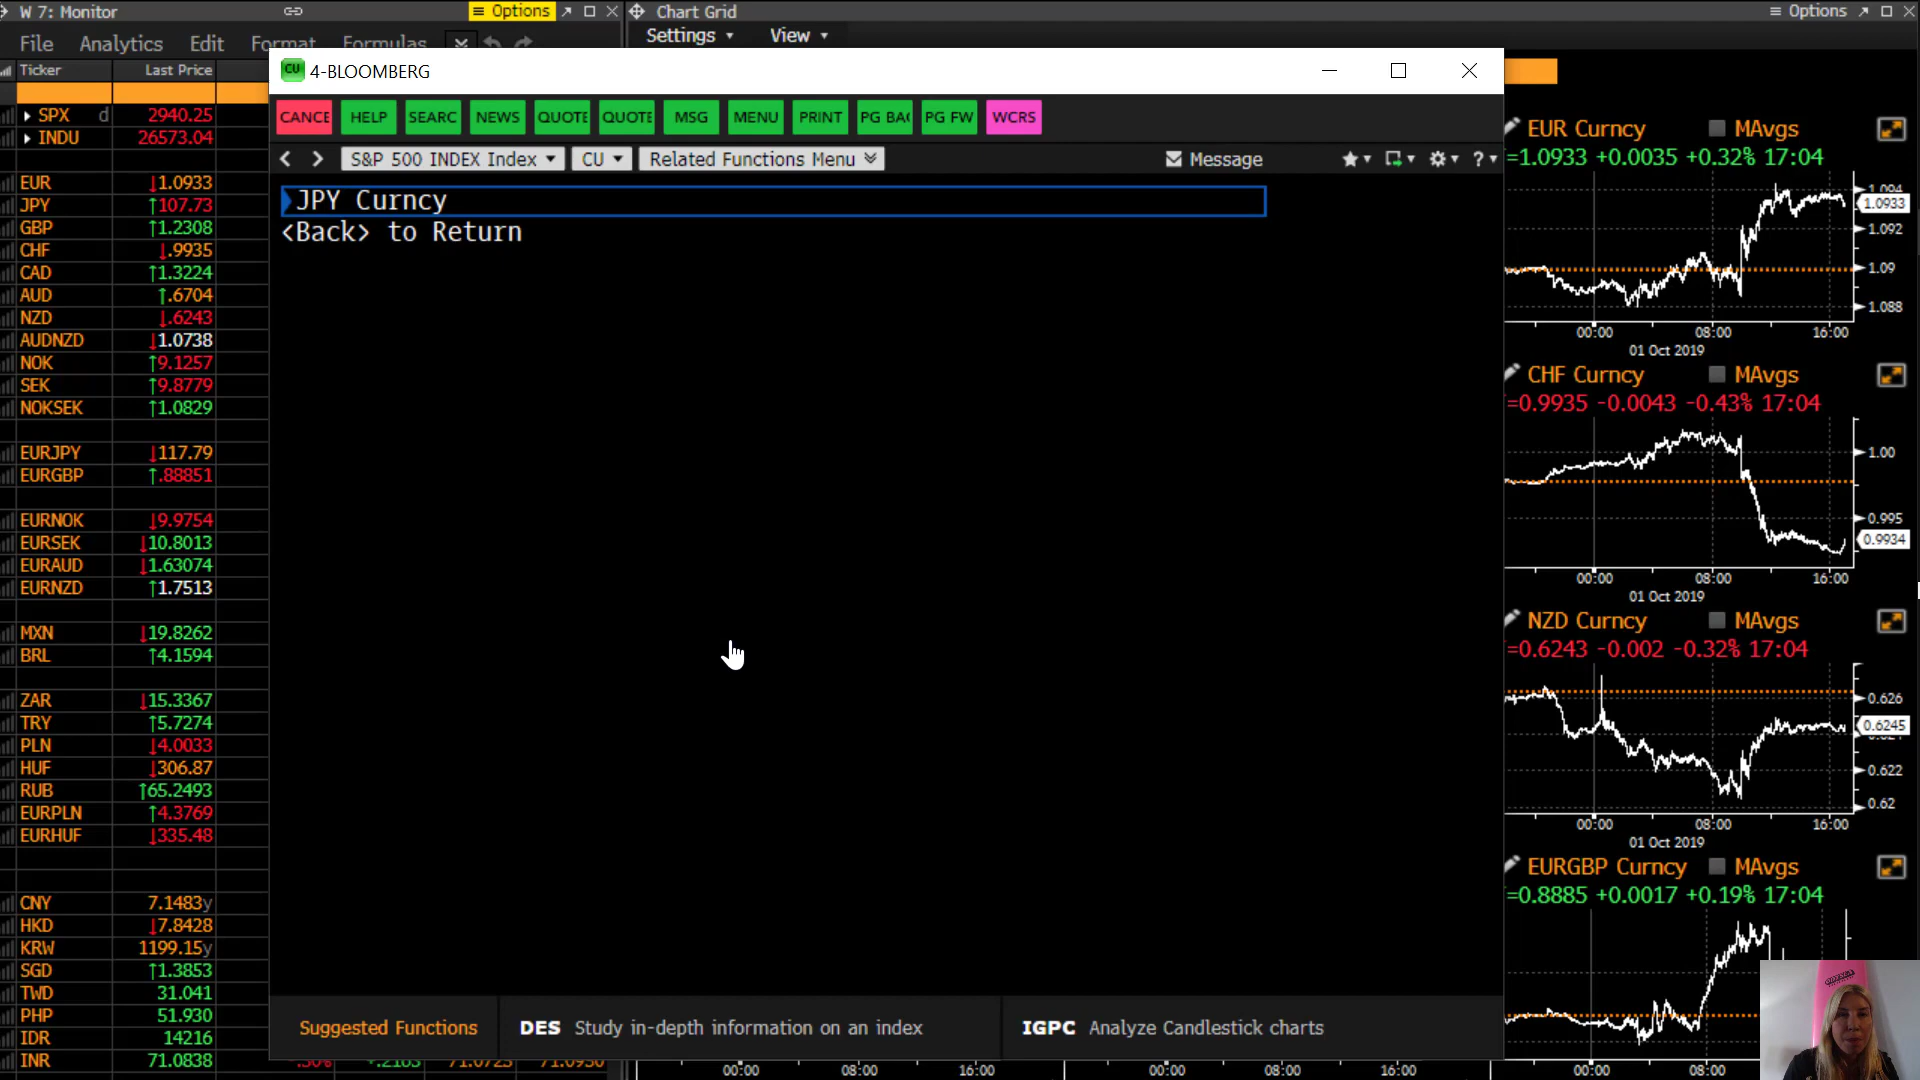 W 7: Monitor
Options
Chart Grid
Options
File Analytics Edit Format Formulas
Settings View
Ticker Last Price
SPX d 2940.25
INDU 26573.04
EUR 1.0933
JPY 107.73
GBP 1.2308
CHF .9935
CAD 1.3224
AUD .6704
NZD .6243
AUDNZD 1.0738
NOK 9.1257
SEK 9.8779
NOKSEK 1.0829
EURJPY 117.79
EURGBP .88851
EURNOK 9.9754
EURSEK 10.8013
EURAUD 1.63074
EURNZD 1.7513
MXN 19.8262
BRL 4.1594
ZAR 15.3367
TRY 5.7274
PLN 4.0033
HUF 306.87
RUB 65.2493
EURPLN 4.3769
EURHUF 335.48
CNY 7.1483y
HKD 7.8428
KRW 1199.15y
SGD 1.3853
TWD 31.041
PHP 51.930
IDR 14216
INR 71.0838
CU 4-BLOOMBERG
CANCE HELP SEARC NEWS QUOTE QUOTE MSG MENU PRINT PG BAC PG FW WCRS
S&P 500 INDEX Index CU Related Functions Menu Message ?
JPY Curncy
<Back> to Return
Suggested Functions DES Study in-depth information on an index IGPC Analyze Candlestick charts
00:00 08:00 16:00 00:00 08:00 16:00
EUR Curncy MAvgs
=1.0933 +0.0035 +0.32% 17:04
1.094
1.0933
1.092
1.09
1.088
00:00 08:00 16:00
01 Oct 2019
CHF Curncy MAvgs
=0.9935 -0.0043 -0.43% 17:04
1.00
0.995
0.9934
00:00 08:00 16:00
01 Oct 2019
NZD Curncy MAvgs
=0.6243 -0.002 -0.32% 17:04
0.626
0.6245
0.622
0.62
00:00 08:00 16:00
01 Oct 2019
EURGBP Curncy MAvgs
=0.8885 +0.0017 +0.19% 17:04
00:00 08:00